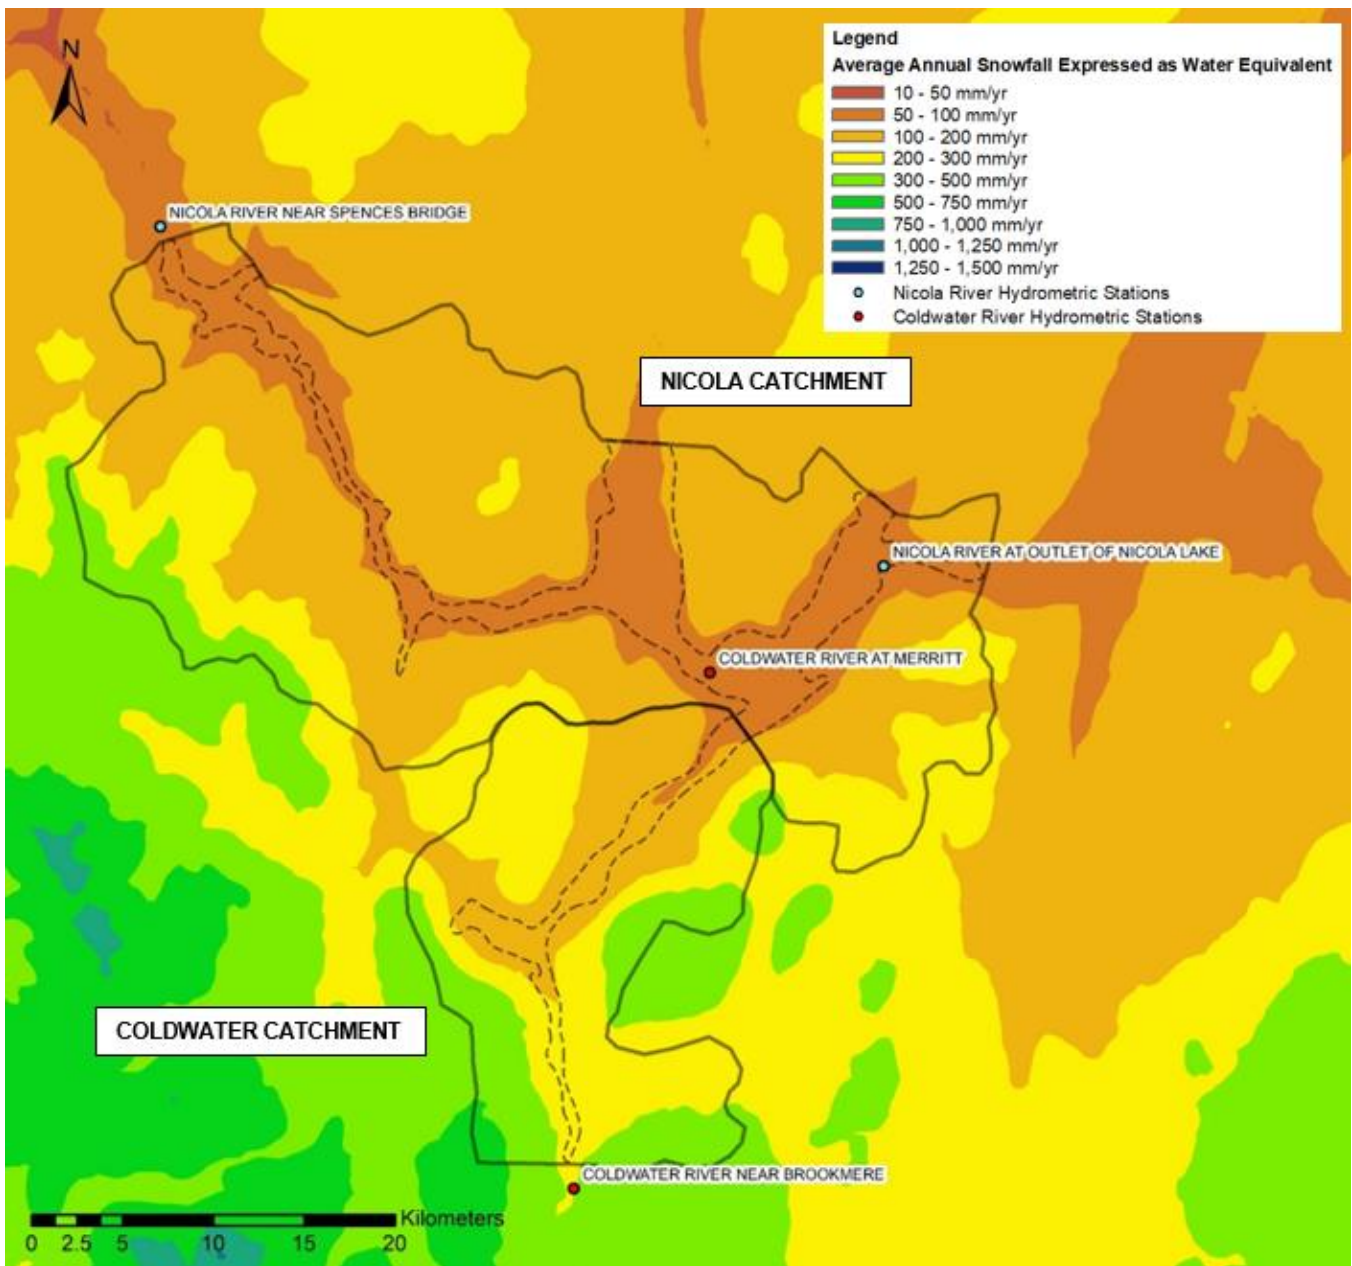 N
Legend
Average Annual Snowfall Expressed as Water Equivalent
10 - 50 mm/yr
50 - 100 mm/yr
100 - 200 mm/yr
200 - 300 mm/yr
300 - 500 mm/yr
500 - 750 mm/yr
750 - 1,000 mm/yr
1,000 - 1,250 mm/yr
1,250 - 1,500 mm/yr
Nicola River Hydrometric Stations
Coldwater River Hydrometric Stations
NICOLA RIVER NEAR SPENCES BRIDGE
NICOLA CATCHMENT
NICOLA RIVER AT OUTLET OF NICOLA LAKE
COLDWATER RIVER AT MERRITT
COLDWATER CATCHMENT
COLDWATER RIVER NEAR BROOKMERE
Kilometers
0 2.5 5 10 15 20